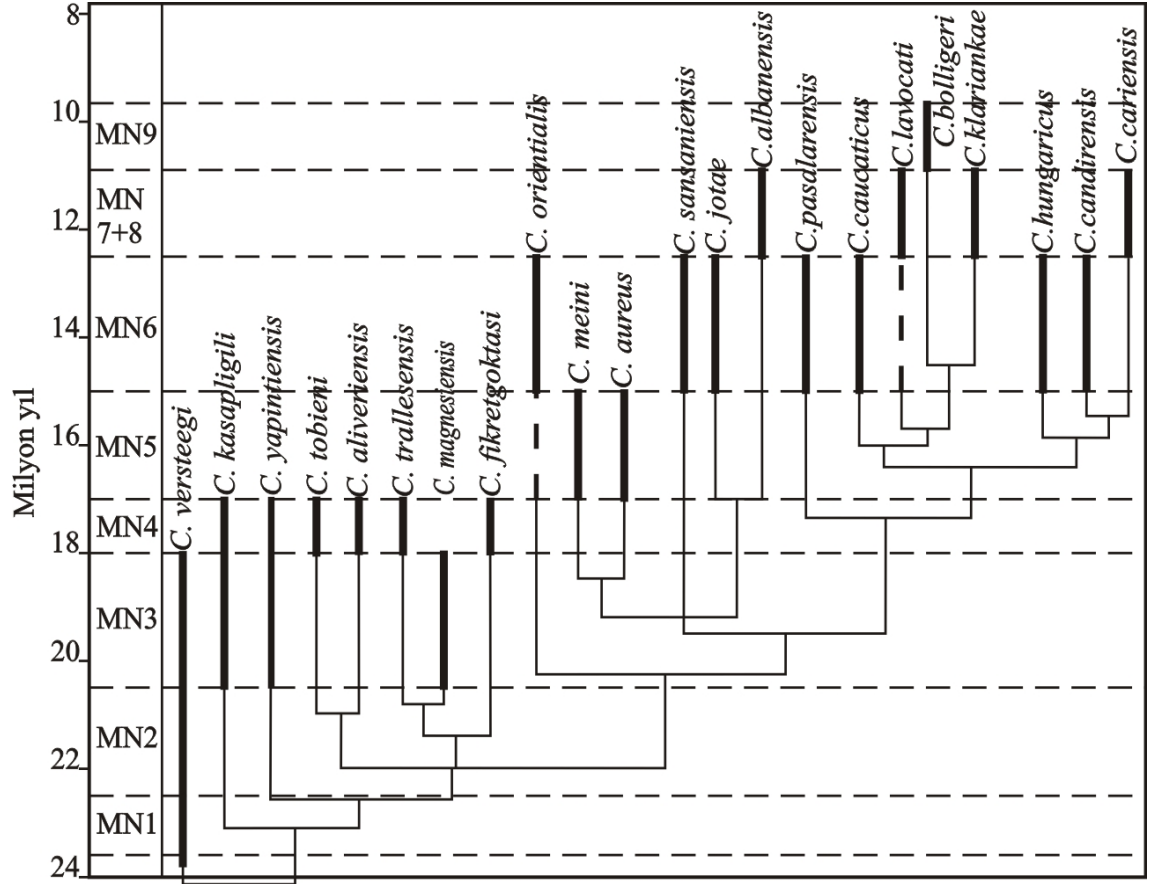 8
10
12
14
16
18
20
22
24
Milyon yıl
MN9
MN
7+8
MN6
MN5
MN4
MN3
MN2
MN1
C. versteegi
C. kasapligili
C. yapintiensis
C. tobieni
C. aliveriensis
C. trallesensis
C. magnesiensis
C. fikretgoktasi
C. orientialis
C. meini
C. aureus
C. sansaniensis
C. jotae
C.albanensis
C.pasalarensis
C.caucaticus
C.lavocati
C.bolligeri
C.klariankae
C.hungaricus
C.candirensis
C.cariensis